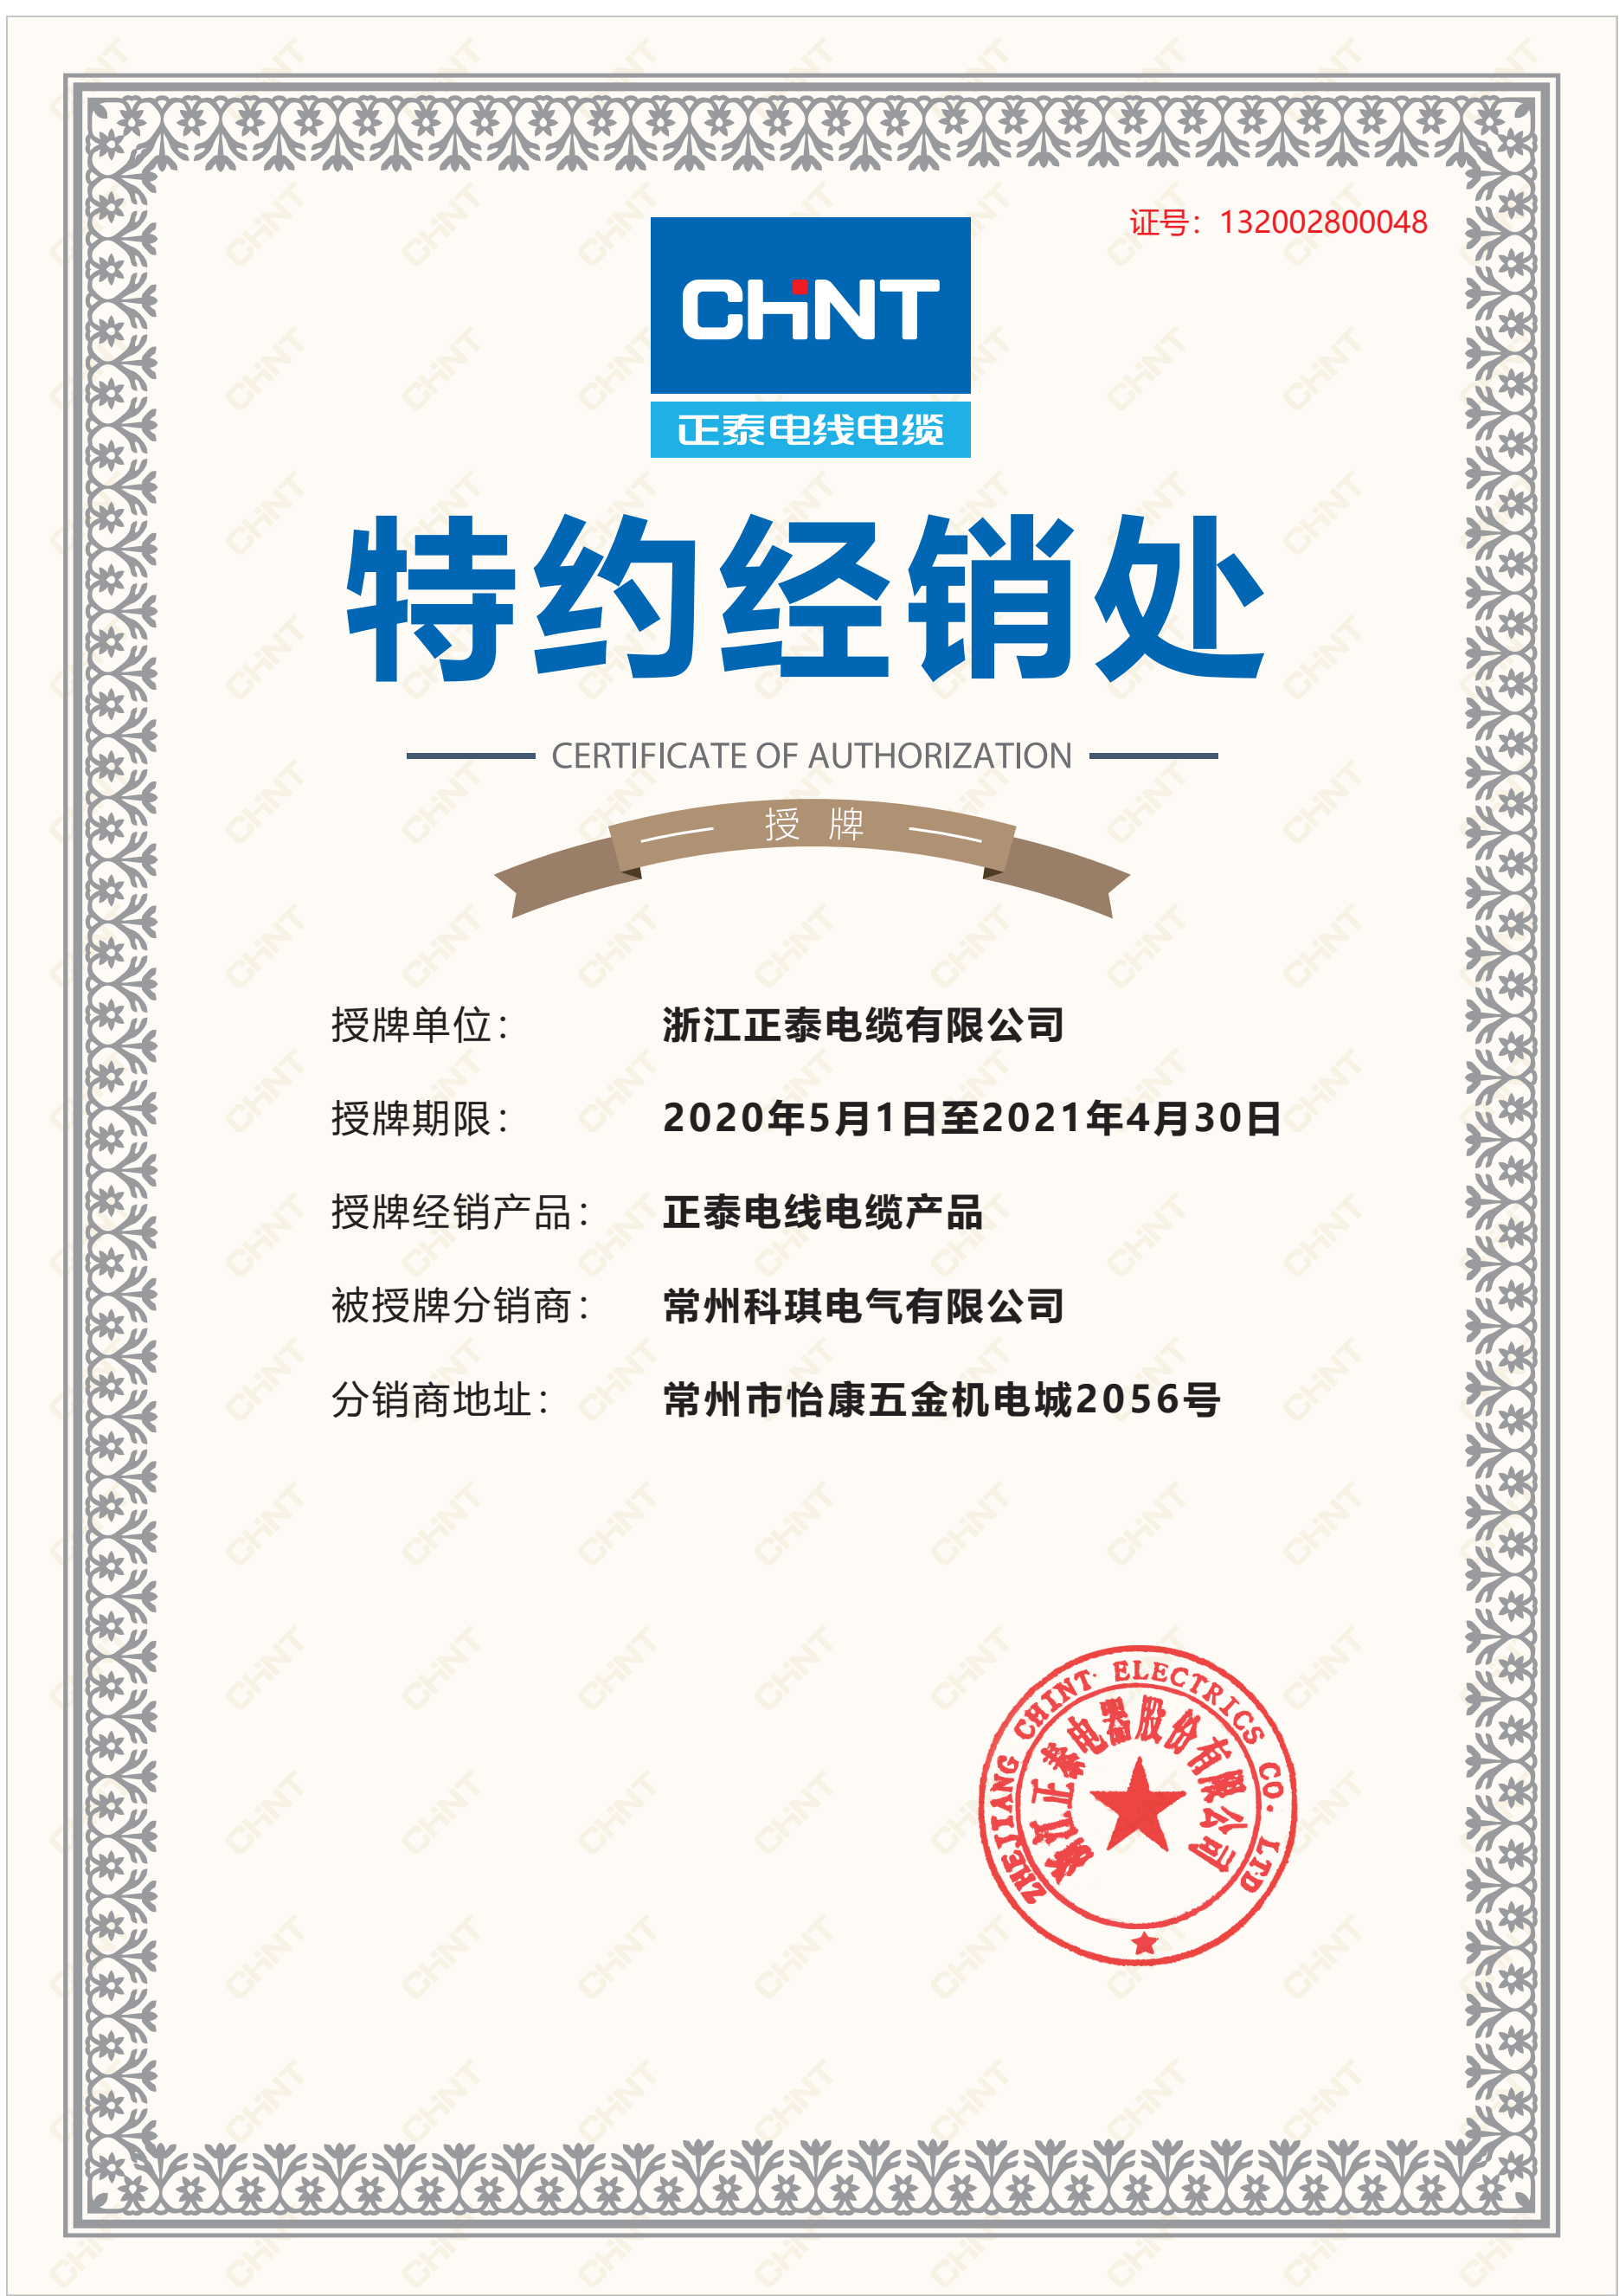 证号：132002800048
CHiNT
正泰电线电缆
特约经销处
CERTIFICATE OF AUTHORIZATION
授 牌
授牌单位： 浙江正泰电缆有限公司
授牌期限： 2020年5月1日至2021年4月30日
授牌经销产品： 正泰电线电缆产品
被授牌分销商： 常州科琪电气有限公司
分销商地址： 常州市怡康五金机电城2056号
ZHEJIANG CHINT ELECTRICS CO. LTD
浙江正泰电器股份有限公司